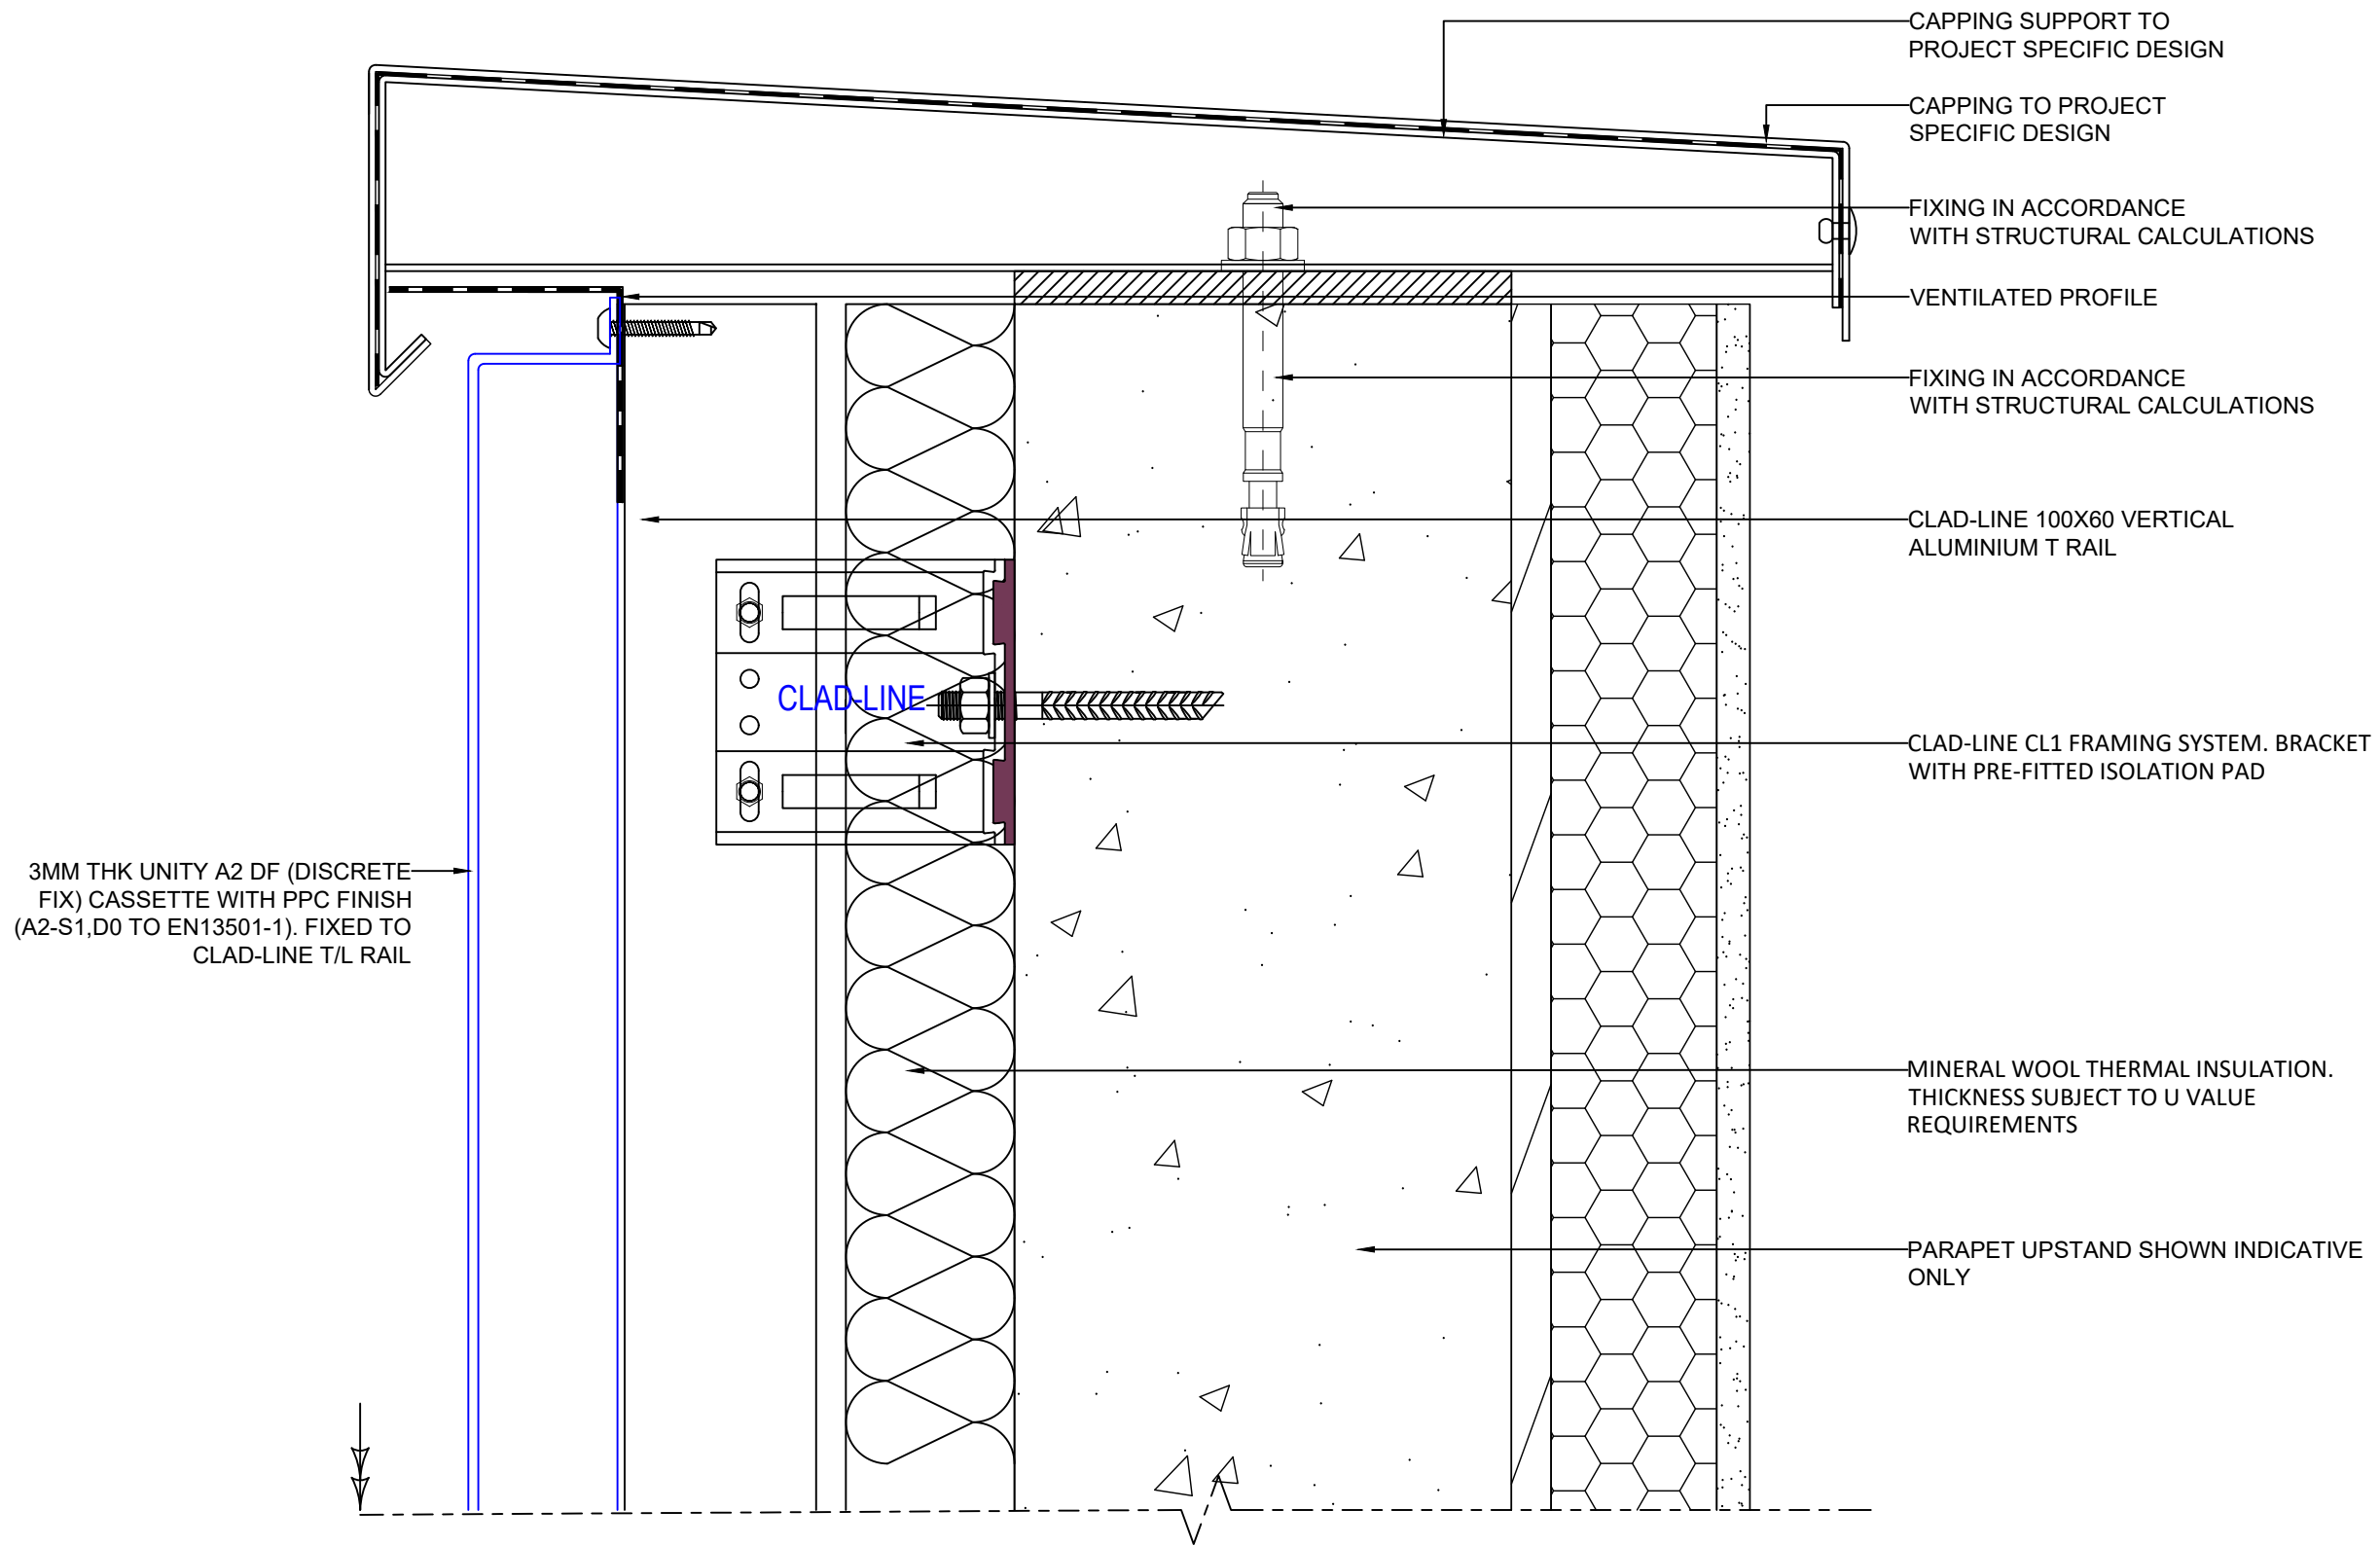 CAPPING SUPPORT TO
PROJECT SPECIFIC DESIGN
CAPPING TO PROJECT
SPECIFIC DESIGN
FIXING IN ACCORDANCE
WITH STRUCTURAL CALCULATIONS
VENTILATED PROFILE
FIXING IN ACCORDANCE
WITH STRUCTURAL CALCULATIONS
CLAD-LINE 100X60 VERTICAL
ALUMINIUM T RAIL
CLAD-LINE
CLAD-LINE CL1 FRAMING SYSTEM. BRACKET
WITH PRE-FITTED ISOLATION PAD
3MM THK UNITY A2 DF (DISCRETE
FIX) CASSETTE WITH PPC FINISH
(A2-S1,D0 TO EN13501-1). FIXED TO
CLAD-LINE T/L RAIL
MINERAL WOOL THERMAL INSULATION.
THICKNESS SUBJECT TO U VALUE
REQUIREMENTS
PARAPET UPSTAND SHOWN INDICATIVE
ONLY